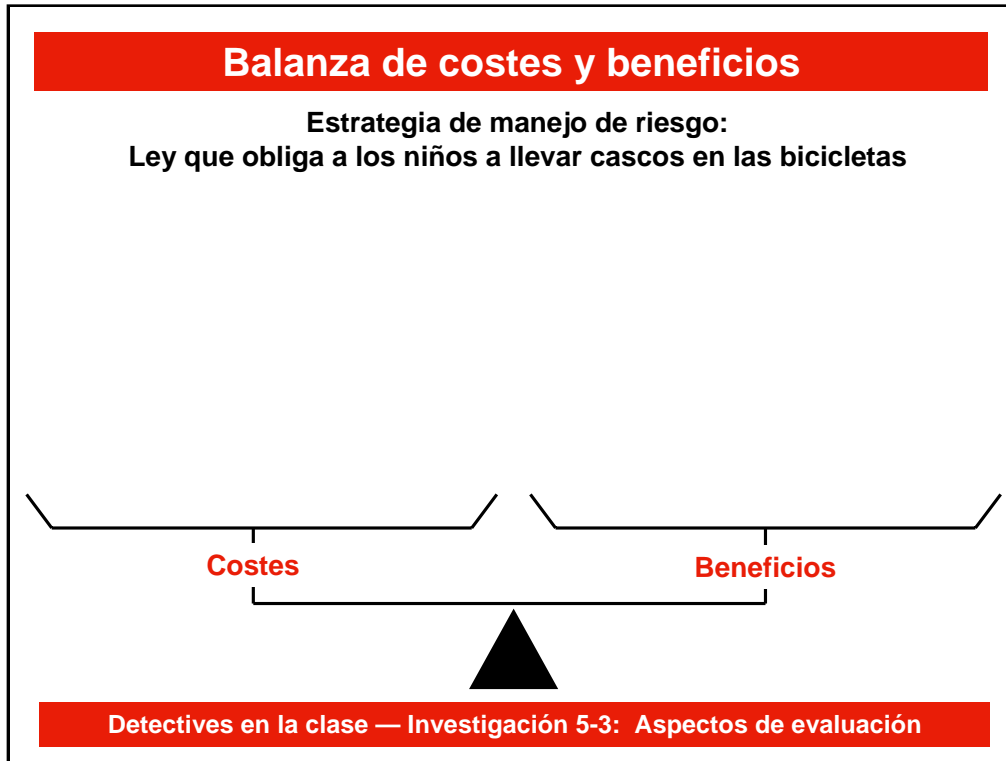 Balanza de costes y beneficios
Estrategia de manejo de riesgo:
Ley que obliga a los niños a llevar cascos en las bicicletas
Costes
Beneficios
Detectives en la clase — Investigación 5-3:  Aspectos de evaluación